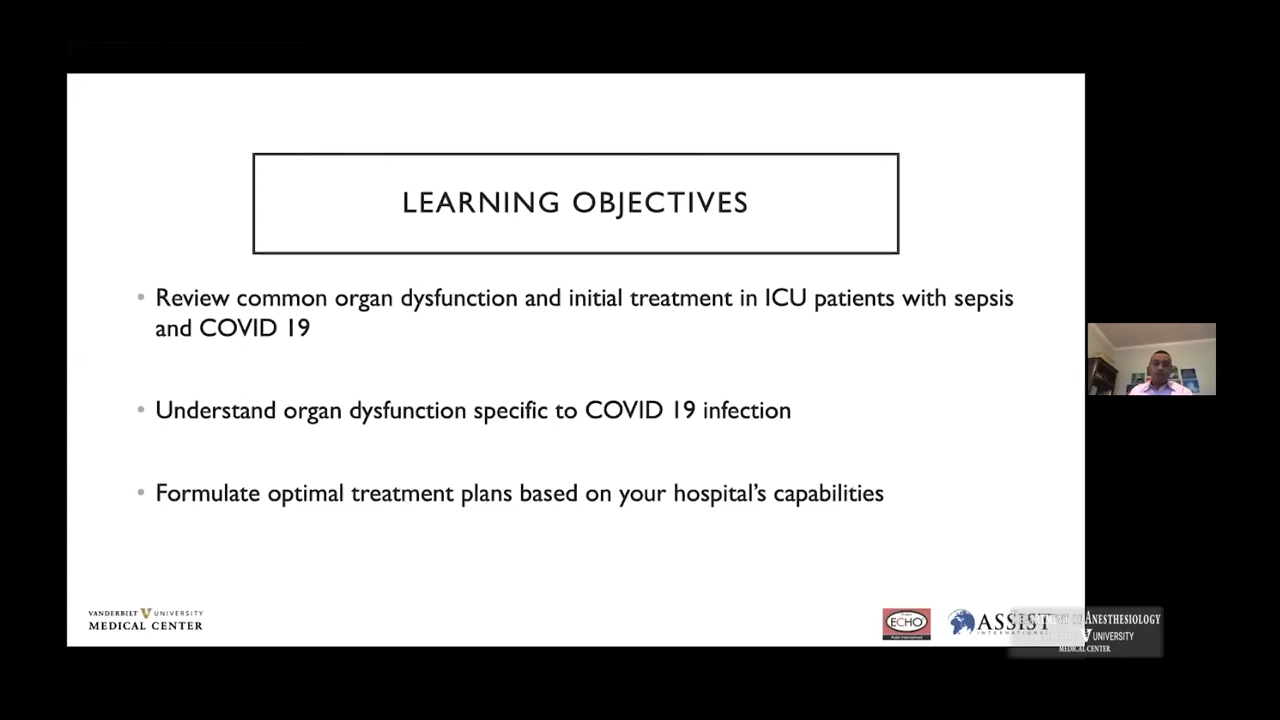 LEARNING OBJECTIVES
• Review common organ dysfunction and initial treatment in ICU patients with sepsis
and COVID 19
• Understand organ dysfunction specific to COVID 19 infection
• Formulate optimal treatment plans based on your hospital's capabilities
VANDERBILT V UNIVERSITY
MEDICAL CENTER
ECHO
ASSIST
INTERNATIONAL
ANESTHESIOLOGY
UNIVERSITY
MEDICAL CENTER